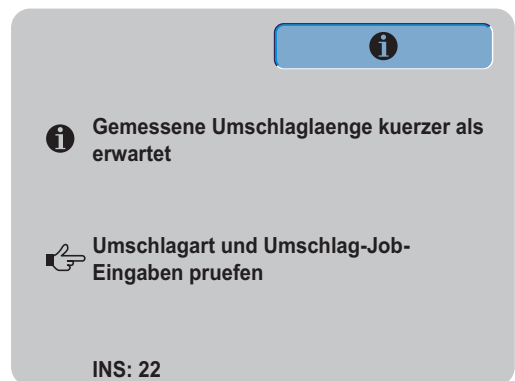 Gemessene Umschlaglaenge kuerzer als
erwartet
Umschlagart und Umschlag-Job-
Eingaben pruefen
INS: 22